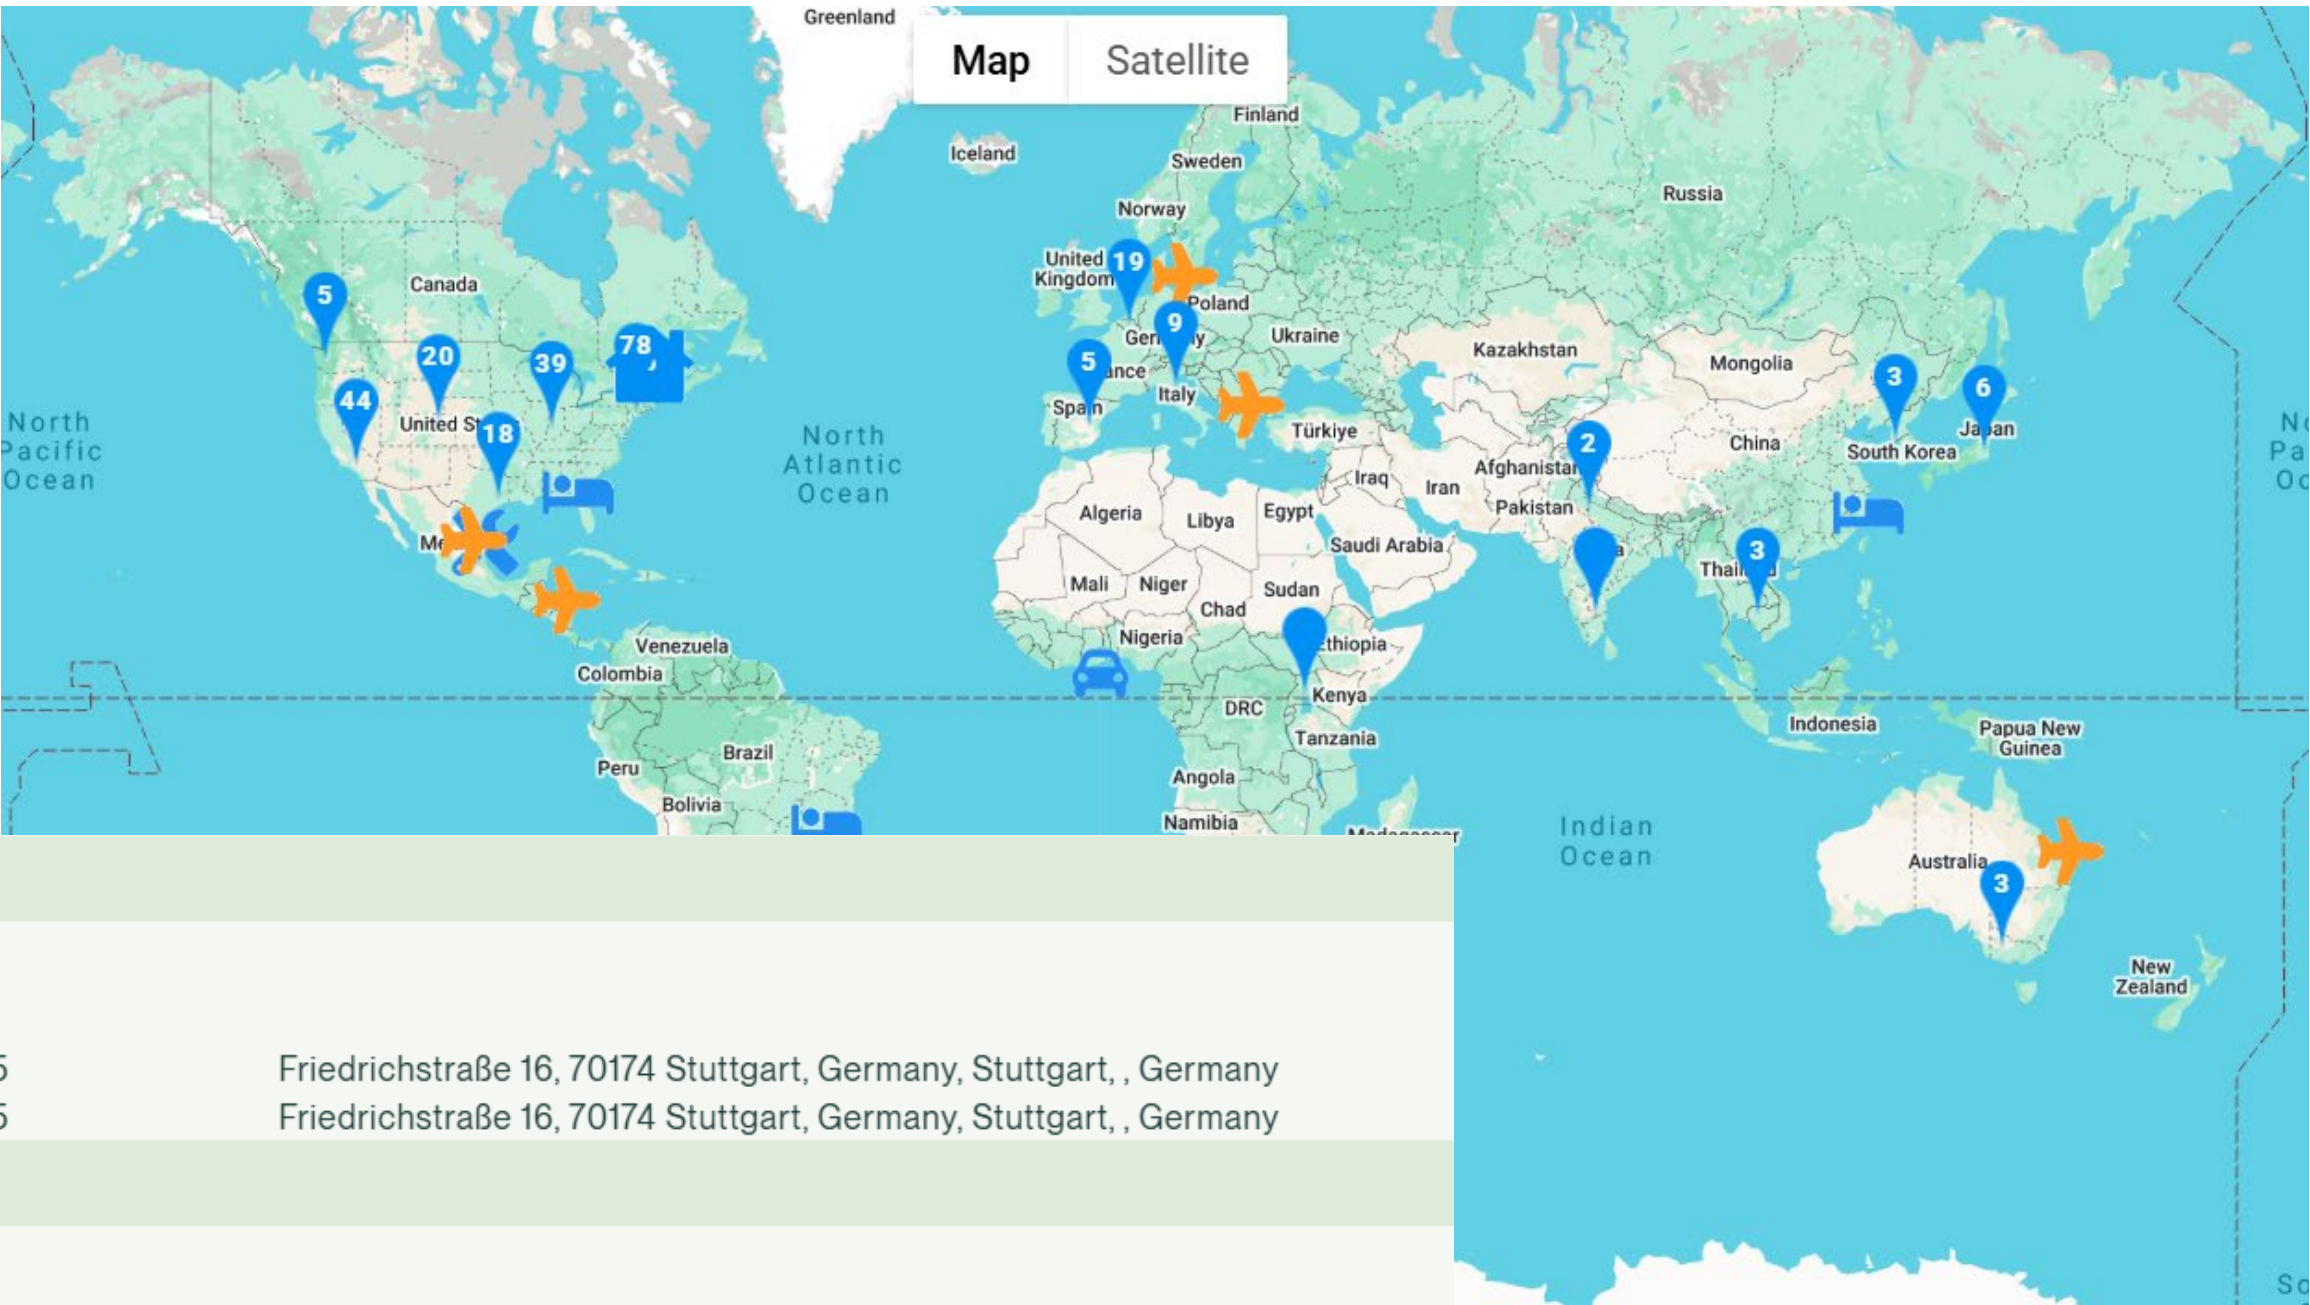 Greenland
Map
Satellite
Finland
Iceland
Sweden
Russia
Norway
United
Kingdom
19
Canada
5
Poland
9
Ukraine
Kazakhstan
Mongolia
20
39
78
5
Italy
3
6
44
United
18
Spain
Türkiye
2
China
Japan
South Korea
North
Pacific
Ocean
North
Atlantic
Ocean
Afghanistan
Iraq
Iran
Pakistan
Algeria
Libya
Egypt
Saudi Arabia
3
Mali
Niger
Chad
Sudan
Nigeria
Ethiopia
Venezuela
Colombia
Kenya
DRC
Tanzania
Indonesia
Papua New
Guinea
Brazil
Peru
Angola
Bolivia
Namibia
Indian
Ocean
Australia
3
New
Zealand
5 Friedrichstraße 16, 70174 Stuttgart, Germany, Stuttgart, , Germany
5 Friedrichstraße 16, 70174 Stuttgart, Germany, Stuttgart, , Germany